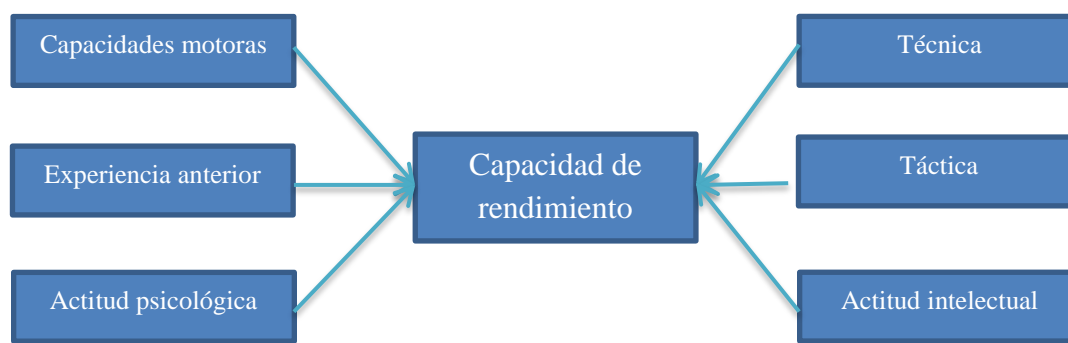 Capacidades motoras
Experiencia anterior
Actitud psicológica
Capacidad de
rendimiento
Técnica
Táctica
Actitud intelectual